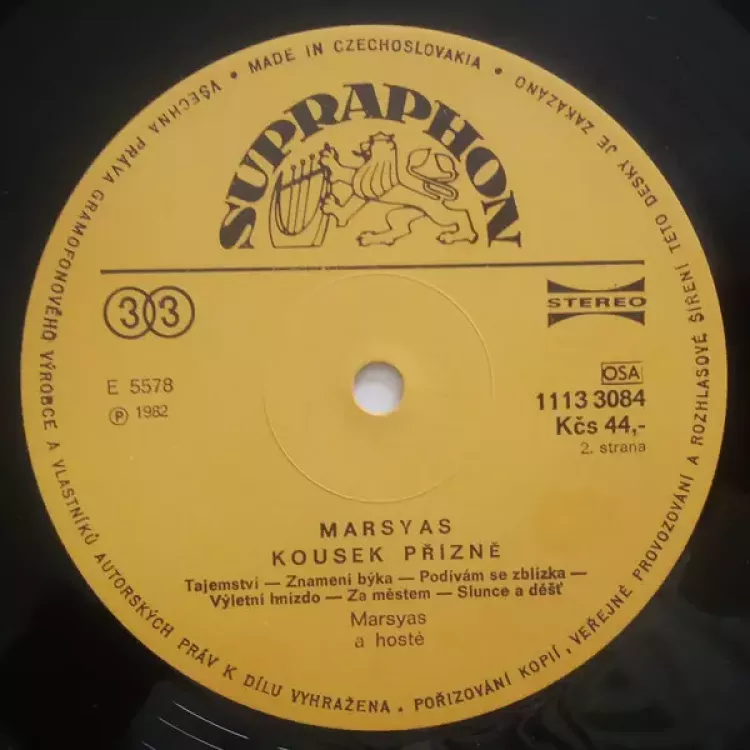 VŠECHNA PRÁVA GRAMOFONOVÉHO VÝROBCE A VLASTNÍKŮ AUTORSKÝCH PRÁV K DÍLU VYHRAŽENA. POŘIZOVÁNÍ KOPIÍ, VEŘEJNÉ PROVOZOVÁNÍ A ROZHLASOVÉ ŠÍŘENÍ TÉTO DESKY JE ZAKÁZÁNO
• MADE IN CZECHOSLOVAKIA •
SUPRAPHON
33
STEREO
E 5578
Ⓟ 1982
OSA
1113 3084
Kčs 44,-
2. strana
MARSYAS
KOUSEK PŘÍZNĚ
Tajemství — Znamení býka — Podívám se zblízka —
Výletní hnízdo — Za městem — Slunce a déšť
Marsyas
a hosté